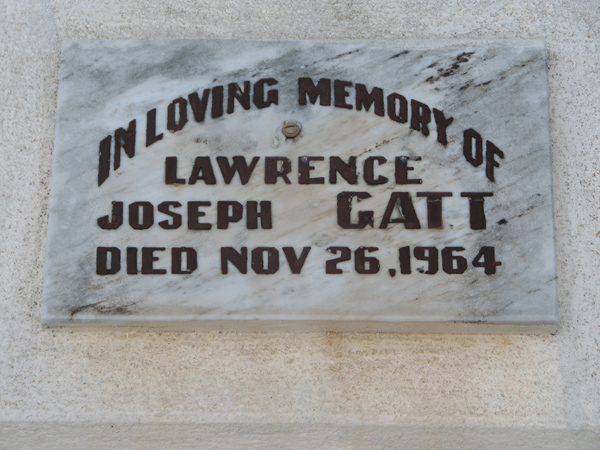 IN LOVING MEMORY OF
LAWRENCE
JOSEPH GATT.
DIED NOV 26, 1964